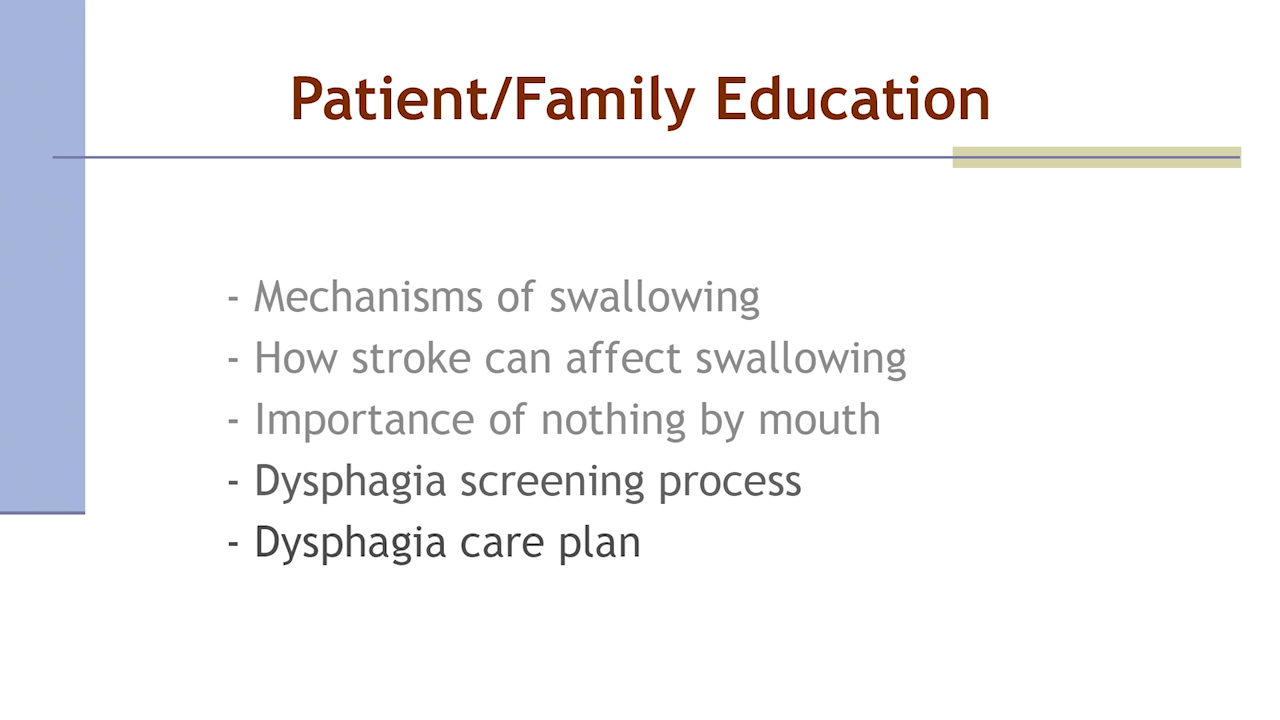 Patient/Family Education
- Mechanisms of swallowing
- How stroke can affect swallowing
- Importance of nothing by mouth
- Dysphagia screening process
- Dysphagia care plan